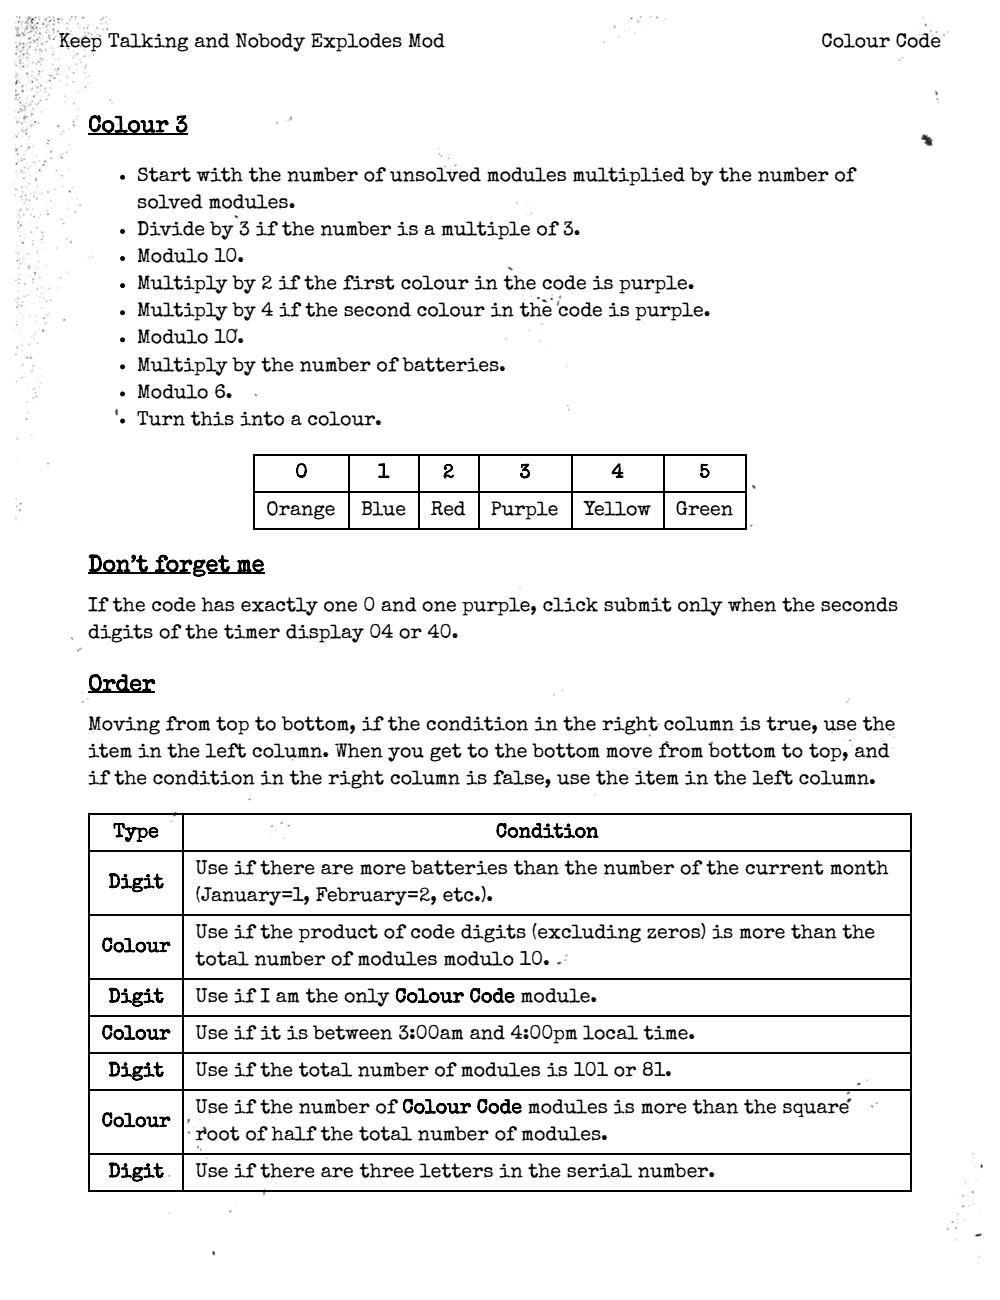 Keep Talking and Nobody Explodes Mod Colour Code
Colour 3
• Start with the number of unsolved modules multiplied by the number of
solved modules.
• Divide by 3 if the number is a multiple of 3.
• Modulo 10.
• Multiply by 2 if the first colour in the code is purple.
• Multiply by 4 if the second colour in the code is purple.
• Modulo 10.
• Multiply by the number of batteries.
• Modulo 6.
• Turn this into a colour.
0 1 2 3 4 5
Orange Blue Red Purple Yellow Green
Don't forget me
If the code has exactly one 0 and one purple, click submit only when the seconds
digits of the timer display 04 or 40.
Order
Moving from top to bottom, if the condition in the right column is true, use the
item in the left column. When you get to the bottom move from bottom to top, and
if the condition in the right column is false, use the item in the left column.
Type Condition
Digit Use if there are more batteries than the number of the current month
(January=1, February=2, etc.).
Colour Use if the product of code digits (excluding zeros) is more than the
total number of modules modulo 10.
Digit Use if I am the only Colour Code module.
Colour Use if it is between 3:00am and 4:00pm local time.
Digit Use if the total number of modules is 101 or 81.
Colour Use if the number of Colour Code modules is more than the square
root of half the total number of modules.
Digit Use if there are three letters in the serial number.